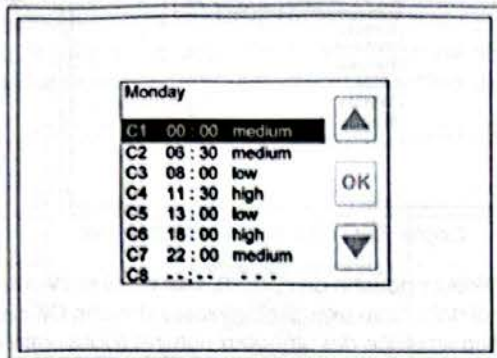 Monday
C1 00 : 00 medium
C2 06 : 30 medium
C3 08 : 00 low
C4 11 : 30 high
C5 13 : 00 low
C6 18 : 00 high
C7 22 : 00 medium
C8 - - : - - - - -
OK